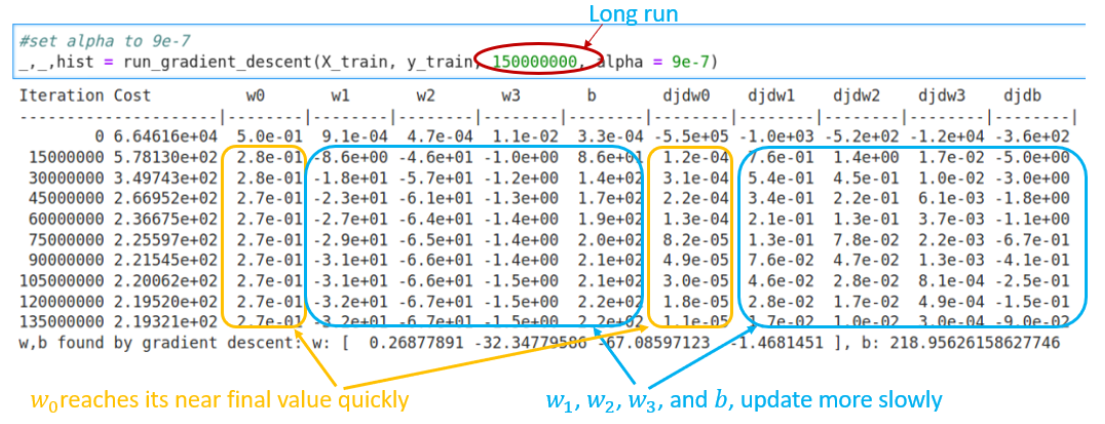 Long run
#set alpha to 9e-7
_,_,hist = run_gradient_descent(X_train, y_train, 150000000, alpha = 9e-7)
Iteration Cost w0 w1 w2 w3 b djdw0 djdw1 djdw2 djdw3 djdb
---------------------|--------|--------|--------|--------|--------|--------|--------|--------|--------|--------|
0 6.64616e+04 5.0e-01 9.1e-04 4.7e-04 1.1e-02 3.3e-04 -5.5e+05 -1.0e+03 -5.2e+02 -1.2e+04 -3.6e+02
15000000 5.78130e+02 2.8e-01 -8.6e+00 -4.6e+01 -1.0e+00 8.6e+01 1.2e-04 7.6e-01 1.4e+00 1.7e-02 -5.0e+00
30000000 3.49743e+02 2.8e-01 -1.8e+01 -5.7e+01 -1.2e+00 1.4e+02 3.1e-04 5.4e-01 4.5e-01 1.0e-02 -3.0e+00
45000000 2.66952e+02 2.7e-01 -2.3e+01 -6.1e+01 -1.3e+00 1.7e+02 2.2e-04 3.4e-01 2.2e-01 6.1e-03 -1.8e+00
60000000 2.36675e+02 2.7e-01 -2.7e+01 -6.4e+01 -1.4e+00 1.9e+02 1.3e-04 2.1e-01 1.3e-01 3.7e-03 -1.1e+00
75000000 2.25597e+02 2.7e-01 -2.9e+01 -6.5e+01 -1.4e+00 2.0e+02 8.2e-05 1.3e-01 7.8e-02 2.2e-03 -6.7e-01
90000000 2.21545e+02 2.7e-01 -3.1e+01 -6.6e+01 -1.4e+00 2.1e+02 4.9e-05 7.6e-02 4.7e-02 1.3e-03 -4.1e-01
105000000 2.20062e+02 2.7e-01 -3.1e+01 -6.6e+01 -1.5e+00 2.1e+02 3.0e-05 4.6e-02 2.8e-02 8.1e-04 -2.5e-01
120000000 2.19520e+02 2.7e-01 -3.2e+01 -6.7e+01 -1.5e+00 2.2e+02 1.8e-05 2.8e-02 1.7e-02 4.9e-04 -1.5e-01
135000000 2.19321e+02 2.7e-01 -3.2e+01 -6.7e+01 -1.5e+00 2.2e+02 1.1e-05 1.7e-02 1.0e-02 3.0e-04 -9.0e-02
w,b found by gradient descent: w: [ 0.26877891 -32.34779586 -67.08597123 -1.4681451 ], b: 218.95626158627746
w₀reaches its near final value quickly
w₁, w₂, w₃, and b, update more slowly